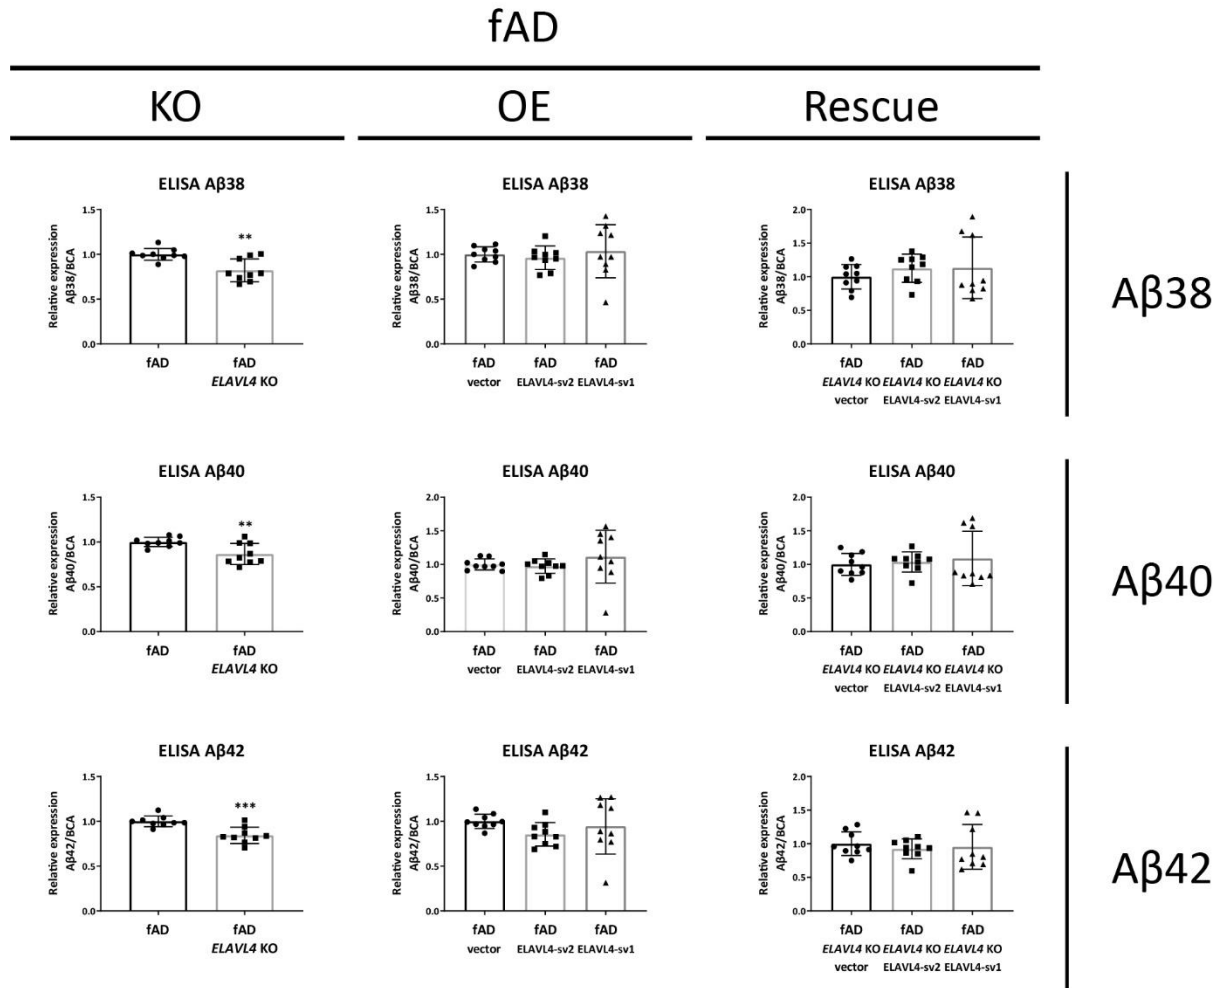 fAD
KO OE Rescue
ELISA Aβ38
Relative expression
Aβ38/BCA
1.5
1.0
0.5
0.0
**
fAD fAD
ELAVL4 KO
ELISA Aβ38
Relative expression
Aβ38/BCA
1.5
1.0
0.5
0.0
fAD fAD fAD
vector ELAVL4-sv2 ELAVL4-sv1
ELISA Aβ38
Relative expression
Aβ38/BCA
2.0
1.5
1.0
0.5
0.0
fAD fAD fAD
ELAVL4 KO ELAVL4 KO ELAVL4 KO
vector ELAVL4-sv2 ELAVL4-sv1
Aβ38
ELISA Aβ40
Relative expression
Aβ40/BCA
1.5
1.0
0.5
0.0
**
fAD fAD
ELAVL4 KO
ELISA Aβ40
Relative expression
Aβ40/BCA
2.0
1.5
1.0
0.5
0.0
fAD fAD fAD
vector ELAVL4-sv2 ELAVL4-sv1
ELISA Aβ40
Relative expression
Aβ40/BCA
2.0
1.5
1.0
0.5
0.0
fAD fAD fAD
ELAVL4 KO ELAVL4 KO ELAVL4 KO
vector ELAVL4-sv2 ELAVL4-sv1
Aβ40
ELISA Aβ42
Relative expression
Aβ42/BCA
1.5
1.0
0.5
0.0
***
fAD fAD
ELAVL4 KO
ELISA Aβ42
Relative expression
Aβ42/BCA
1.5
1.0
0.5
0.0
fAD fAD fAD
vector ELAVL4-sv2 ELAVL4-sv1
ELISA Aβ42
Relative expression
Aβ42/BCA
2.0
1.5
1.0
0.5
0.0
fAD fAD fAD
ELAVL4 KO ELAVL4 KO ELAVL4 KO
vector ELAVL4-sv2 ELAVL4-sv1
Aβ42